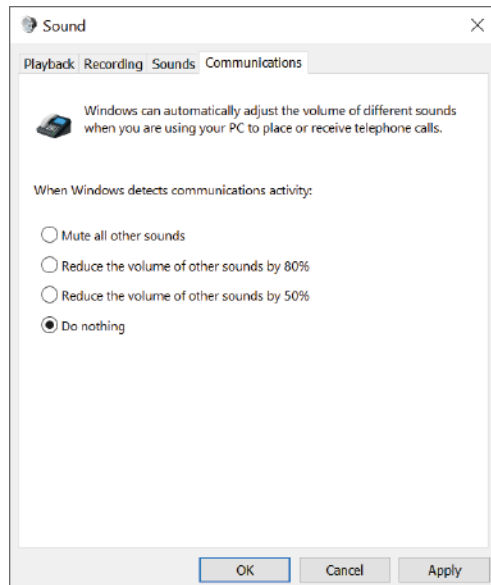 Sound
Playback Recording Sounds Communications
Windows can automatically adjust the volume of different sounds
when you are using your PC to place or receive telephone calls.
When Windows detects communications activity:
Mute all other sounds
Reduce the volume of other sounds by 80%
Reduce the volume of other sounds by 50%
Do nothing
OK Cancel Apply